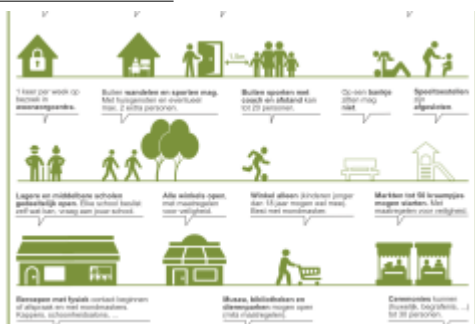 1,5m
1 keer per week op
bezoek in
woonzorgcentra.
Buiten wandelen en sporten mag.
Met huisgenoten en eventueel
max. 2 extra personen.
Buiten sporten met
coach en afstand kan
tot 20 personen.
Op een bankje
zitten mag
niet.
Speeltoestellen
zijn
afgesloten.
Lagere en middelbare scholen
gedeeltelijk open. Elke school beslist
zelf wat kan, vraag aan jouw school.
Alle winkels open,
met maatregelen
voor veiligheid.
Winkel alleen (kinderen jonger
dan 18 jaar mogen wel mee).
Best met mondmasker.
Markten tot 50 kraampjes
mogen starten. Met
maatregelen voor veiligheid.
Beroepen met fysiek contact beginnen
of afspraak en met mondmaskers.
Kappers, schoonheidssalons, ...
Musea, bibliotheken en
dierenparken mogen open
(mits maatregelen).
Ceremonies kunnen
(huwelijk, begrafenis, ...)
tot 30 personen.